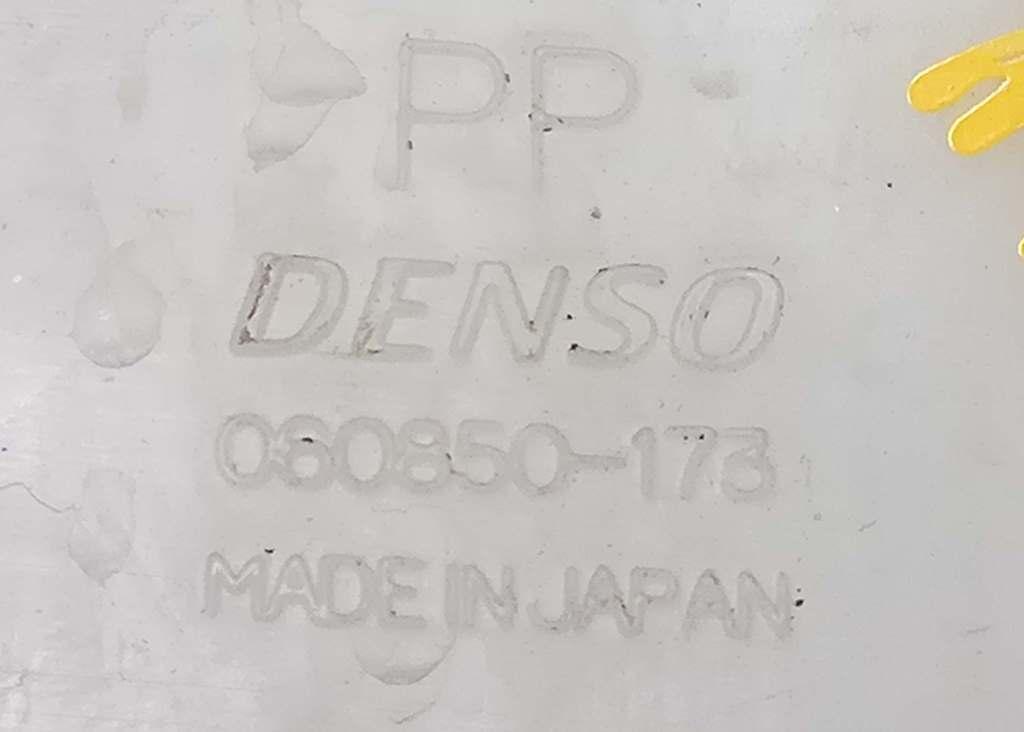 PP
DENSO
060850-173
MADE IN JAPAN